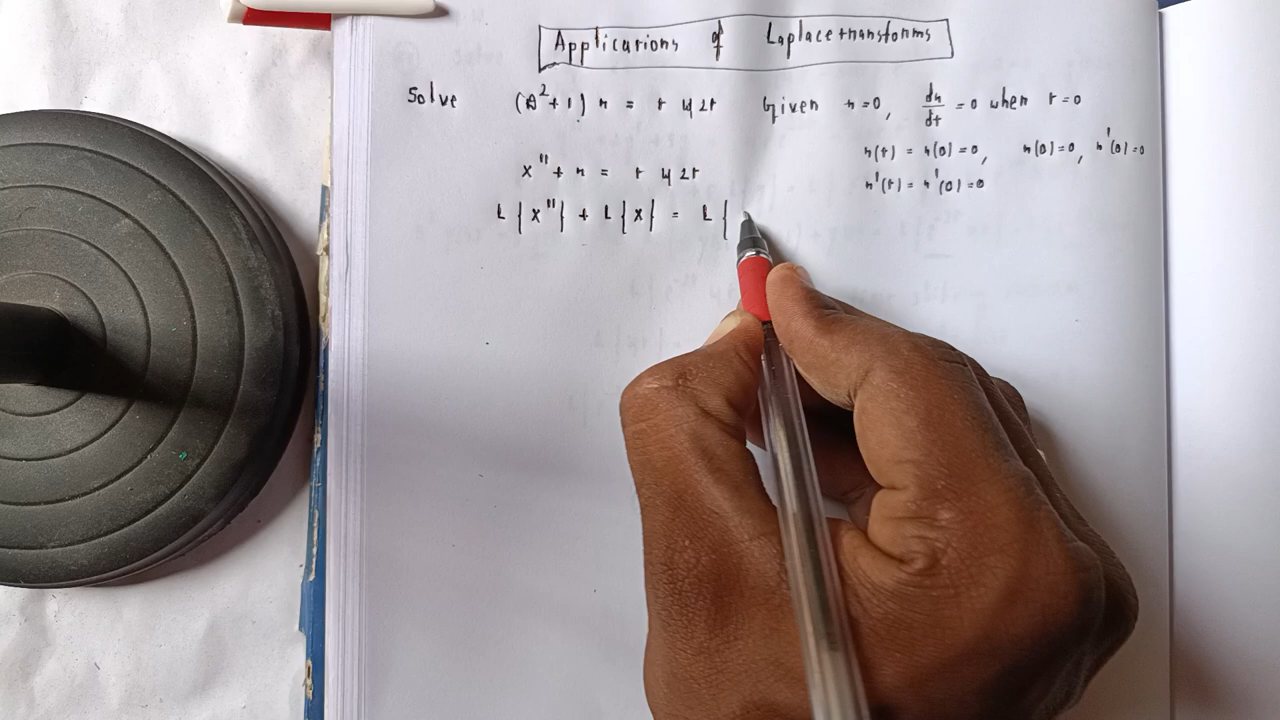 Applications of Laplace transforms
Solve (D²+1) x = t cos 2t Given x=0, dx/dt =0 when t=0
x(t) = x(0) =0, x(0)=0, x'(0)=0
x'' + x = t cos 2t
x'(t) = x'(0) =0
L { x'' } + L { x } = L {